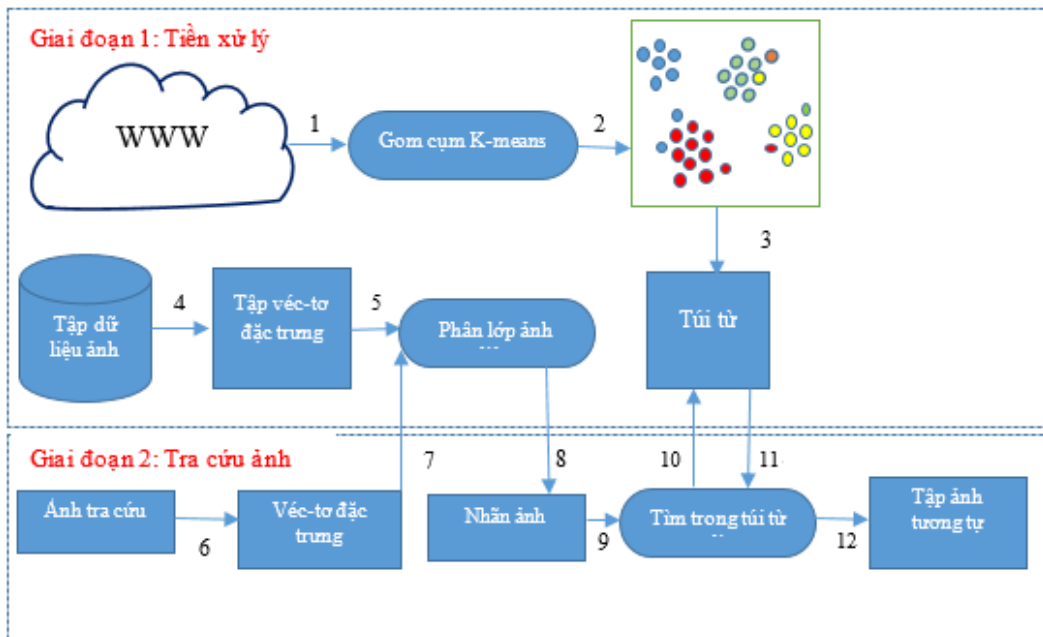 Giai đoạn 1: Tiền xử lý
WWW
1
Gom cụm K-means
2
3
Tập dữ
liệu ảnh
4
Tập véc-tơ
đặc trưng
5
Phân lớp ảnh
Túi từ
Giai đoạn 2: Tra cứu ảnh
7
8
10
11
Ảnh tra cứu
6
Véc-tơ đặc
trưng
Nhãn ảnh
9
Tìm trong túi từ
12
Tập ảnh
tương tự